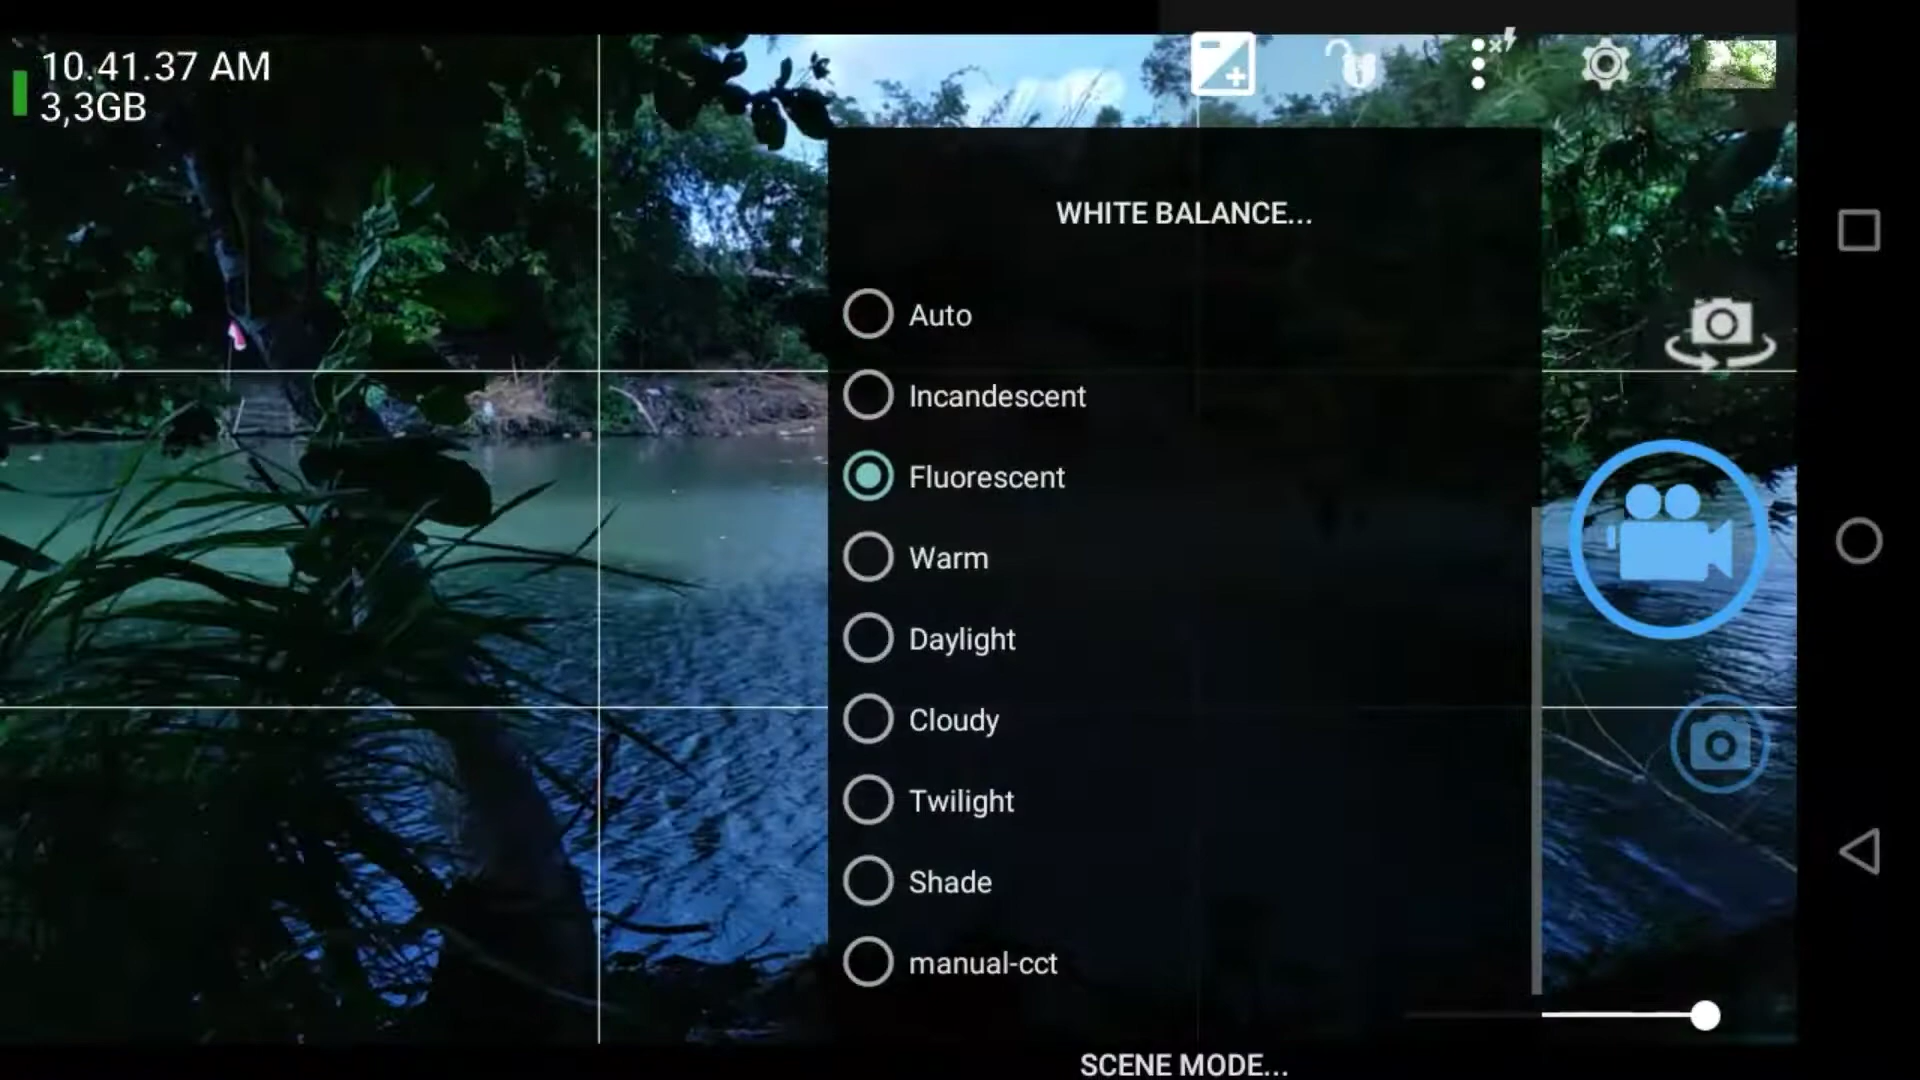 10.41.37 AM
3,3GB
WHITE BALANCE...
Auto
Incandescent
Fluorescent
Warm
Daylight
Cloudy
Twilight
Shade
manual-cct
SCENE MODE...